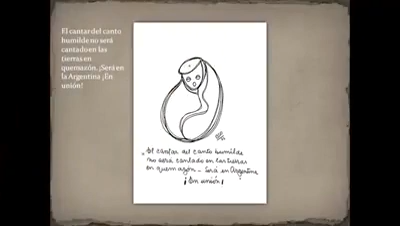 El cantar del canto
humilde no será
cantado en las
tierras en
quemazón. ¡Será en
la Argentina ¡En
unión!
"El cantar del canto humilde
no será cantado en las tierras
en quemazón – será en Argentina
¡En unión!